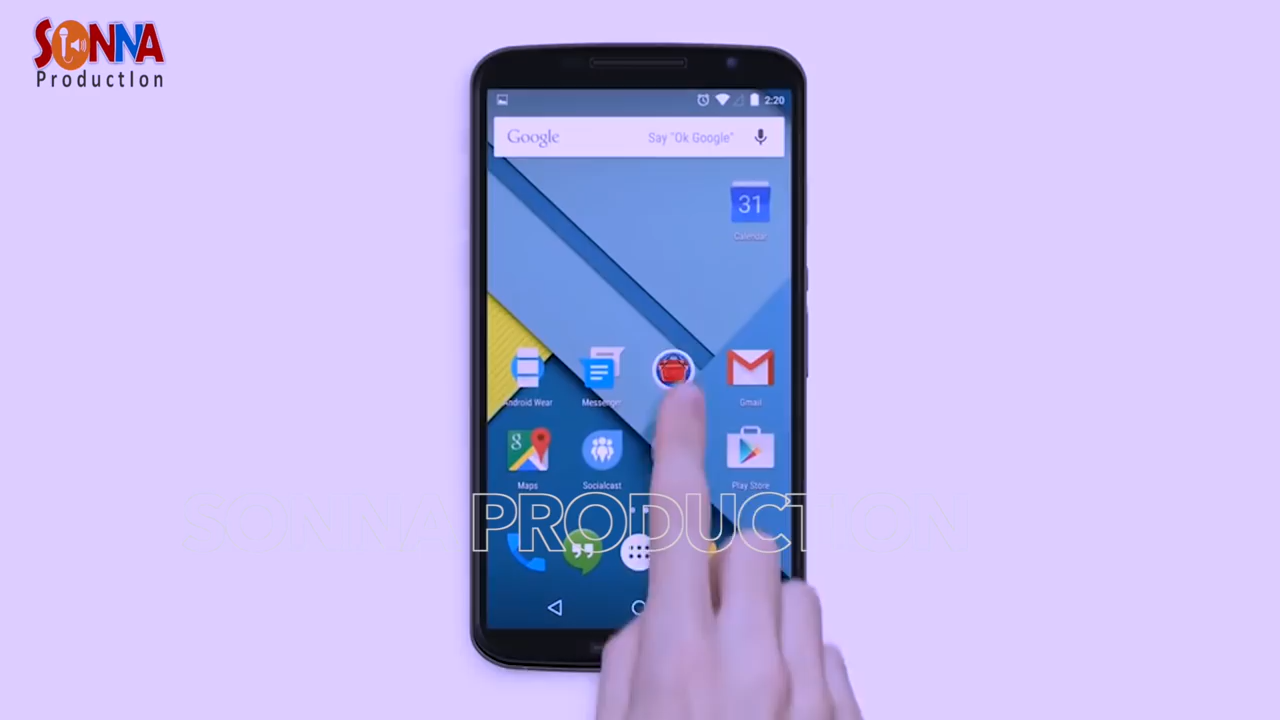 SONNA
ProductIon
2:20
Google Say "Ok Google"
31
Calendar
Android Wear Messenger Gmail
8
Maps Socialcast Play Store
SONNA PRODUCTION